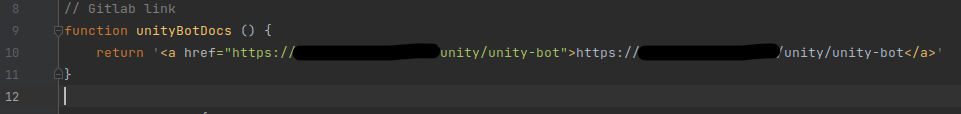 8 // Gitlab link
9 function unityBotDocs () {
10 return '<a href="https:// unity/unity-bot">https:// /unity/unity-bot</a>'
11 }
12